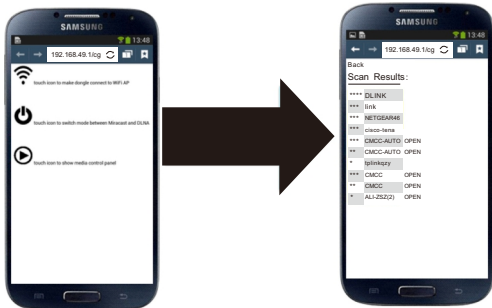 SAMSUNG
13:48
192.168.49.1/cg
touch icon to make dongle connect to WiFi AP
touch icon to switch mode between Miracast and DLNA
touch icon to show media control panel
SAMSUNG
13:48
192.168.49.1/cg
Back
Scan Results:
**** DLINK
*** link
*** NETGEAR46
*** cisco-tena
*** CMCC-AUTO OPEN
** CMCC-AUTO OPEN
* tplinkqzy
*** CMCC OPEN
** CMCC OPEN
* ALI-ZSZ(2) OPEN